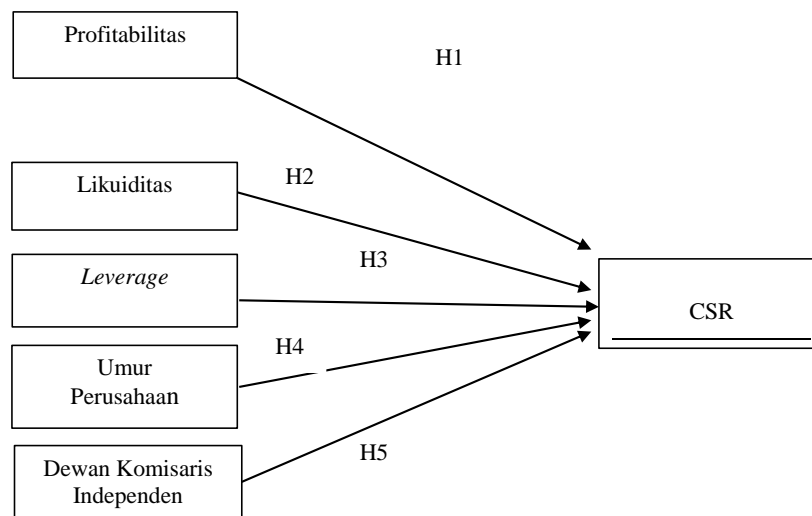 Profitabilitas
H1
Likuiditas
H2
H3
Leverage
CSR
H4
Umur
Perusahaan
H5
Dewan Komisaris
Independen